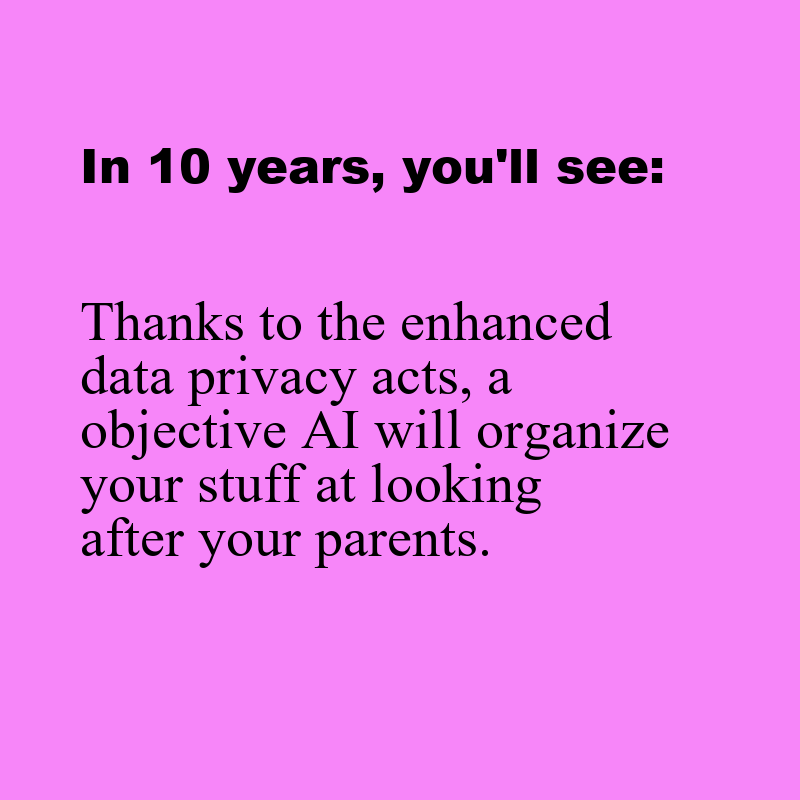 In 10 years, you'll see:
Thanks to the enhanced
data privacy acts, a
objective AI will organize
your stuff at looking
after your parents.